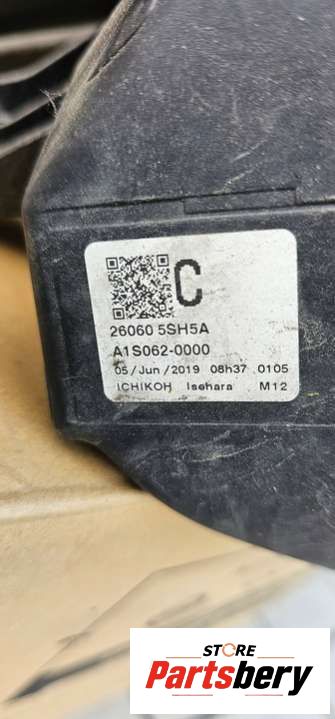 C
26060 5SH5A
A1S062-0000
05/Jun/2019 08h37 0105
ICHIKOH Isehara M12
STORE
Partsbery